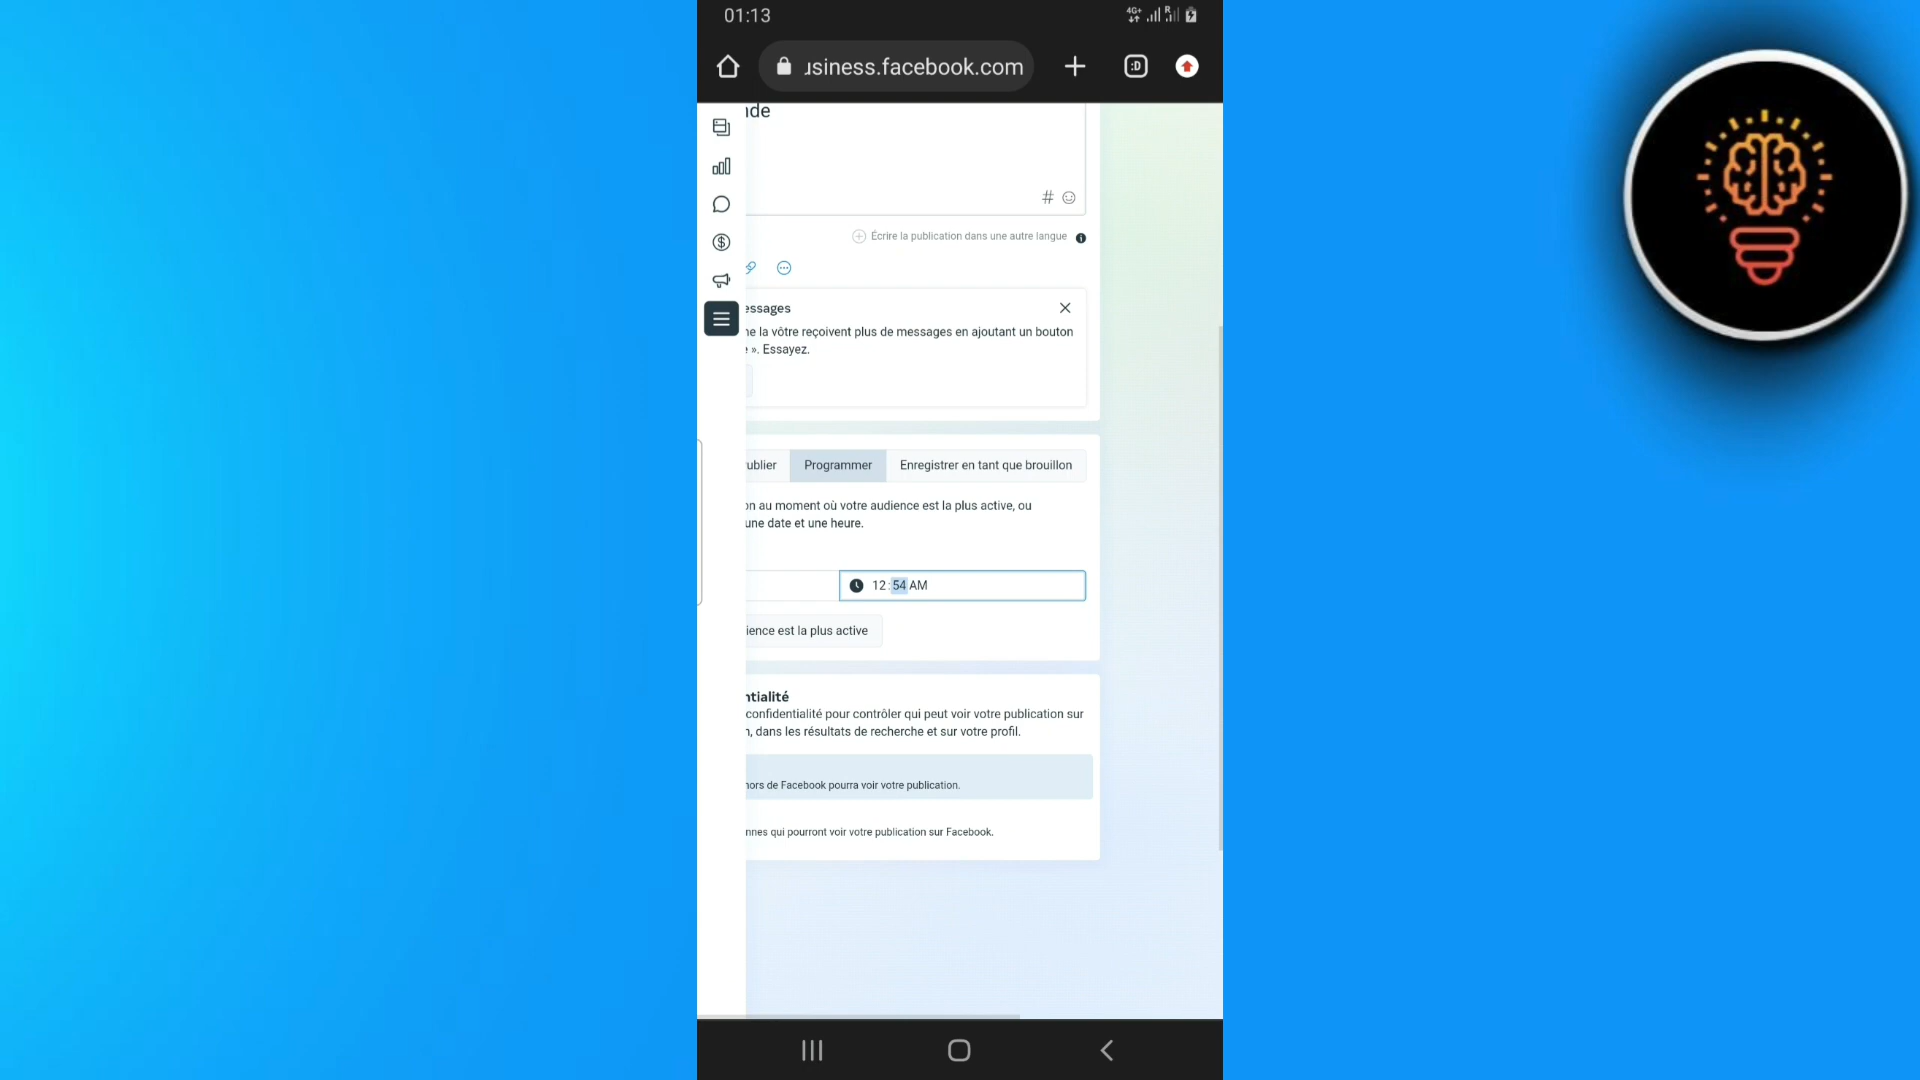 01:13
4G+
R
usiness.facebook.com
:D
nde
#
Écrire la publication dans une autre langue
essages
ne la vôtre reçoivent plus de messages en ajoutant un bouton
e ». Essayez.
ublier
Programmer
Enregistrer en tant que brouillon
on au moment où votre audience est la plus active, ou
une date et une heure.
12:54 AM
ience est la plus active
ntialité
confidentialité pour contrôler qui peut voir votre publication sur
n, dans les résultats de recherche et sur votre profil.
hors de Facebook pourra voir votre publication.
nnes qui pourront voir votre publication sur Facebook.